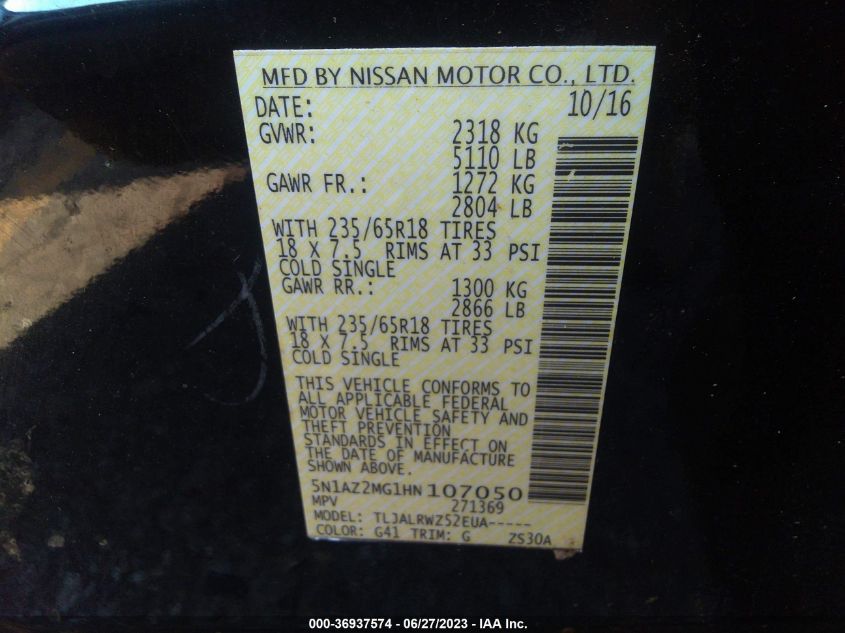 MFD BY NISSAN MOTOR CO., LTD.
DATE: 10/16
GVWR: 2318 KG
5110 LB
GAWR FR.: 1272 KG
2804 LB
WITH 235/65R18 TIRES
18 X 7.5 RIMS AT 33 PSI
COLD SINGLE
GAWR RR.: 1300 KG
2866 LB
WITH 235/65R18 TIRES
18 X 7.5 RIMS AT 33 PSI
COLD SINGLE
THIS VEHICLE CONFORMS TO
ALL APPLICABLE FEDERAL
MOTOR VEHICLE SAFETY AND
THEFT PREVENTION
STANDARDS IN EFFECT ON
THE DATE OF MANUFACTURE
SHOWN ABOVE.
5N1AZ2MG1HN107050
MPV 271369
MODEL: TLJALRWZ52EUA-----
COLOR: G41 TRIM: G ZS30A
000-36937574 - 06/27/2023 - IAA Inc.